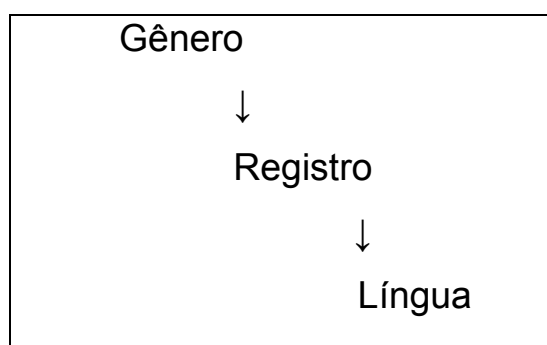 Gênero
↓
Registro
↓
Língua